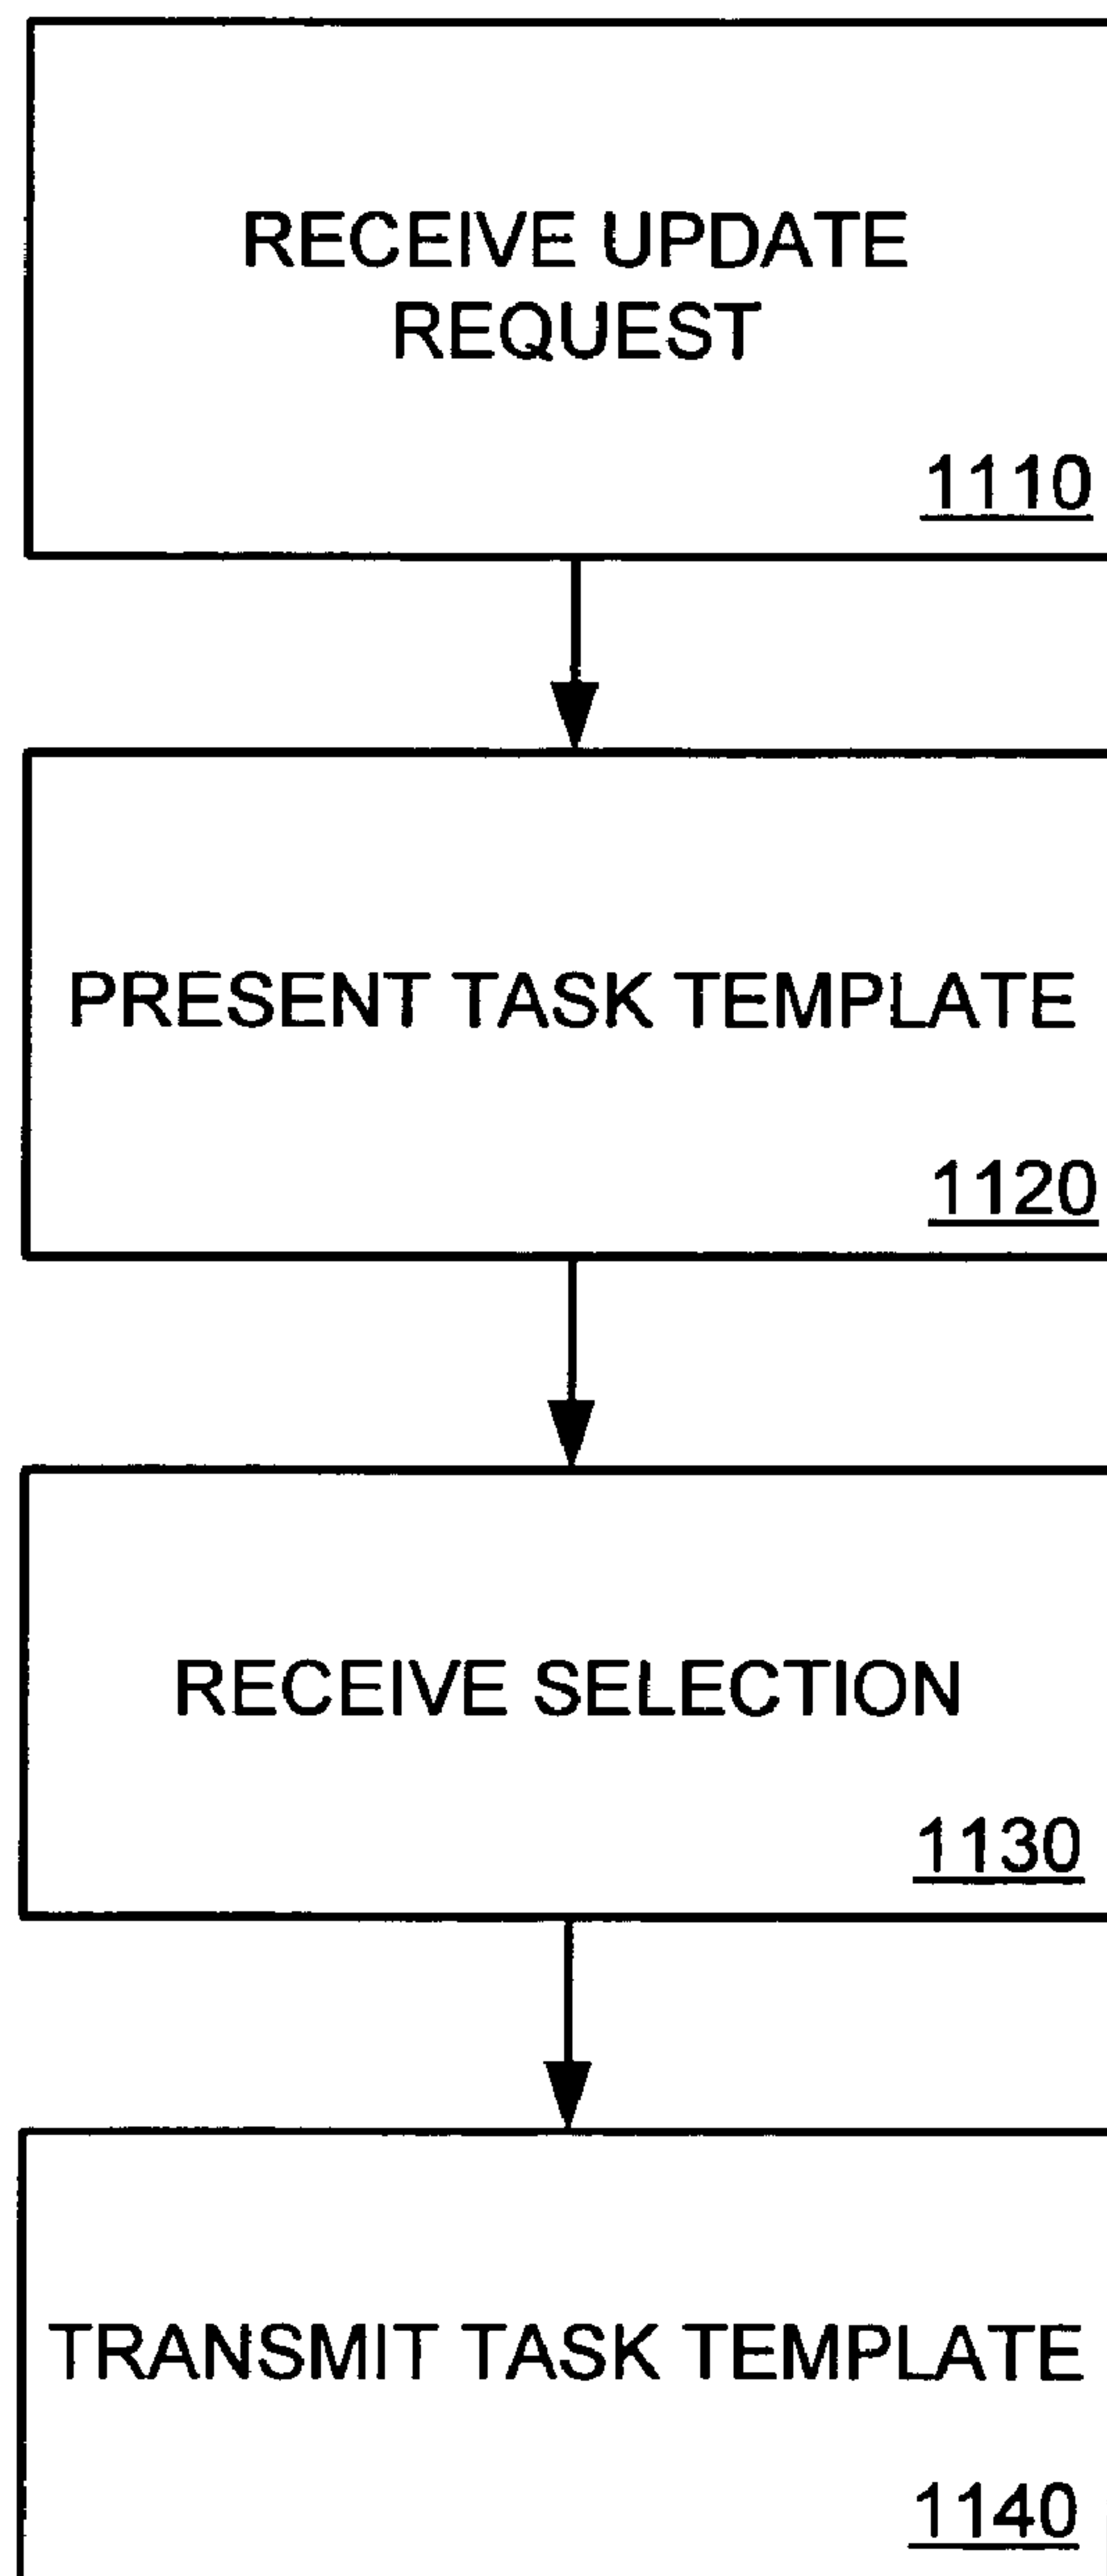 RECEIVE UPDATE
REQUEST
1110
PRESENT TASK TEMPLATE
1120
RECEIVE SELECTION
1130
TRANSMIT TASK TEMPLATE
1140